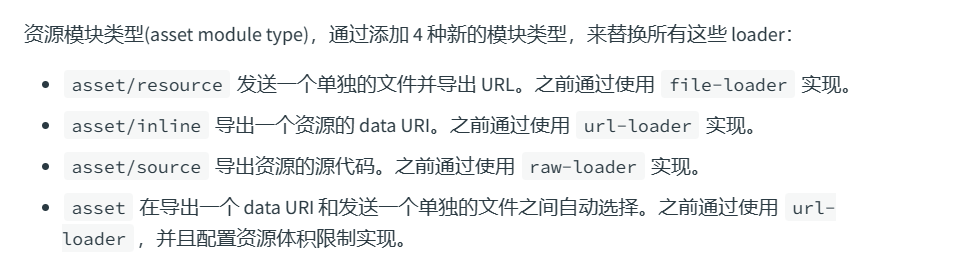 资源模块类型(asset module type)，通过添加 4 种新的模块类型，来替换所有这些 loader：
• asset/resource 发送一个单独的文件并导出 URL。之前通过使用 file-loader 实现。
• asset/inline 导出一个资源的 data URI。之前通过使用 url-loader 实现。
• asset/source 导出资源的源代码。之前通过使用 raw-loader 实现。
• asset 在导出一个 data URI 和发送一个单独的文件之间自动选择。之前通过使用 url-
loader ，并且配置资源体积限制实现。